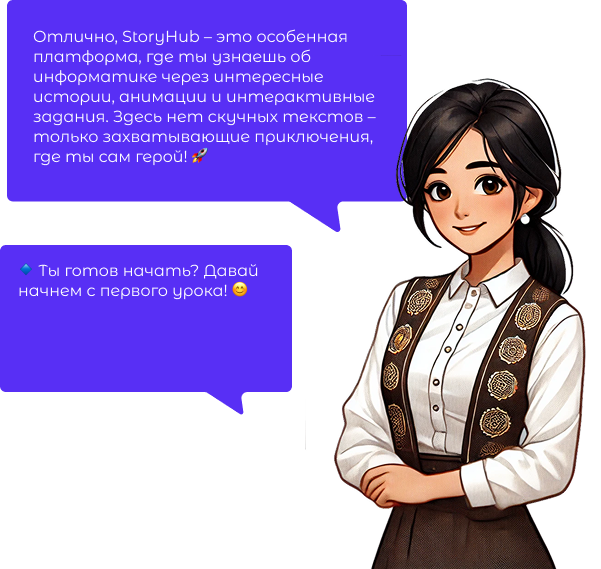 Отлично, StoryHub – это особенная
платформа, где ты узнаешь об
информатике через интересные
истории, анимации и интерактивные
задания. Здесь нет скучных текстов –
только захватывающие приключения,
где ты сам герой! 🚀
🔹 Ты готов начать? Давай
начнем с первого урока! 😊